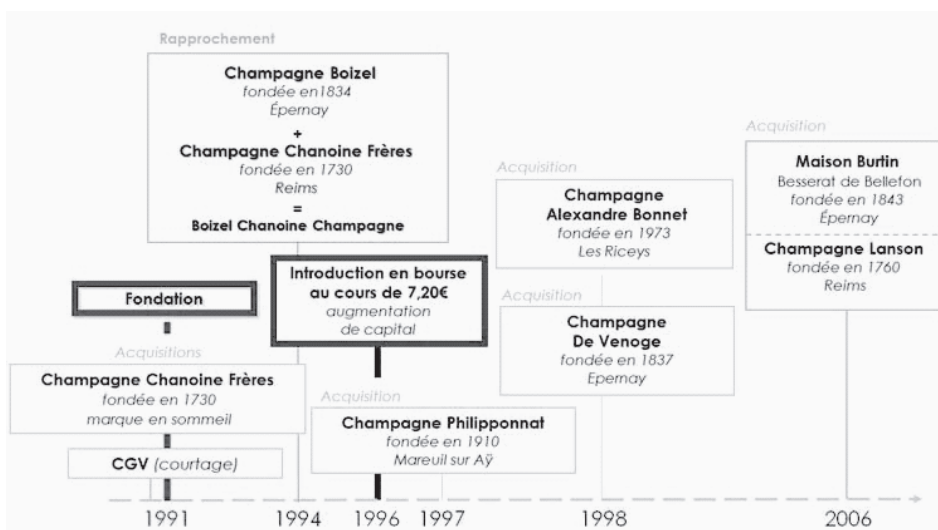 Rapprochement
Champagne Boizel
fondée en1834
Épernay
+
Champagne Chanoine Frères
fondée en 1730
Reims
=
Boizel Chanoine Champagne
Fondation
Acquisitions
Champagne Chanoine Frères
fondée en 1730
marque en sommeil
CGV (courtage)
Introduction en bourse
au cours de 7,20€
augmentation
de capital
Acquisition
Champagne Philipponnat
fondée en 1910
Mareuil sur Aÿ
Acquisition
Champagne
Alexandre Bonnet
fondée en 1973
Les Riceys
Acquisition
Champagne
De Venoge
fondée en 1837
Epernay
Acquisition
Maison Burtin
Besserat de Bellefon
fondée en 1843
Épernay
Champagne Lanson
fondée en 1760
Reims
1991
1994
1996
1997
1998
2006